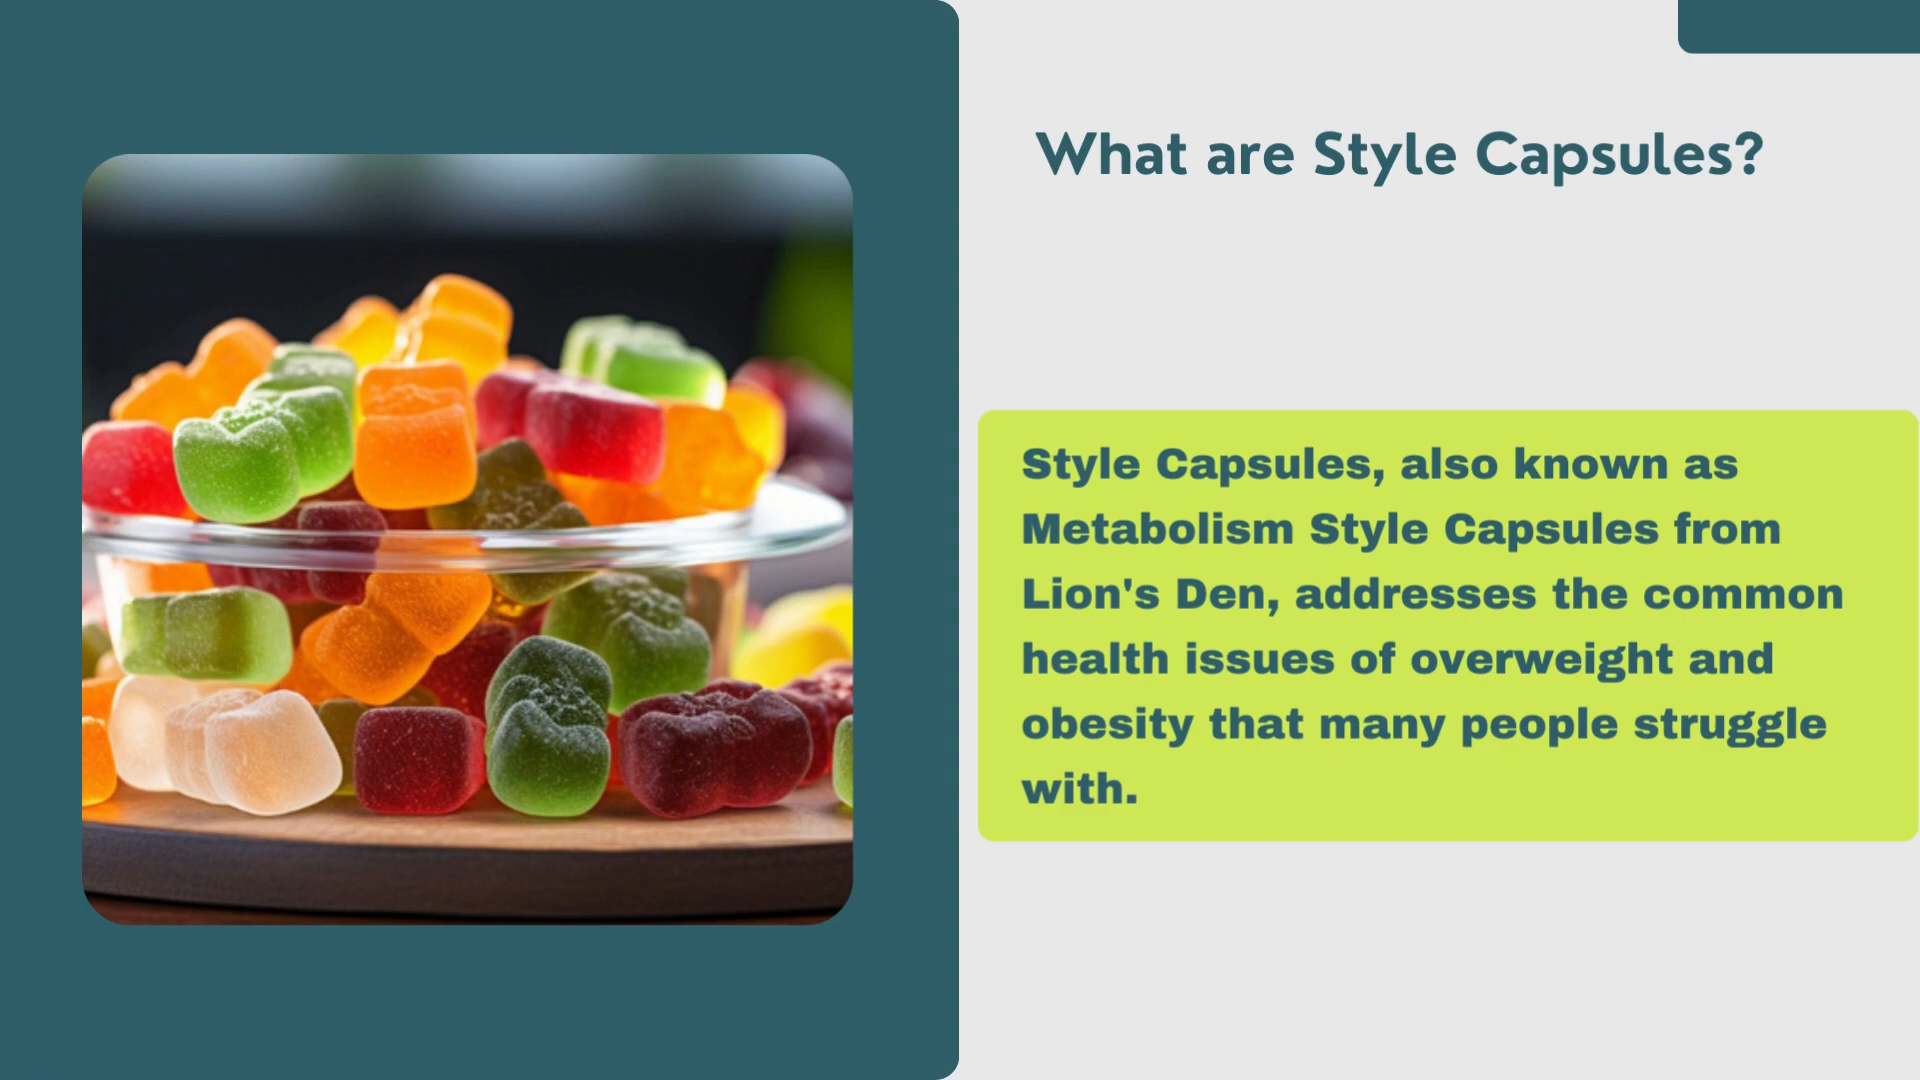 What are Style Capsules?
Style Capsules, also known as
Metabolism Style Capsules from
Lion's Den, addresses the common
health issues of overweight and
obesity that many people struggle
with.